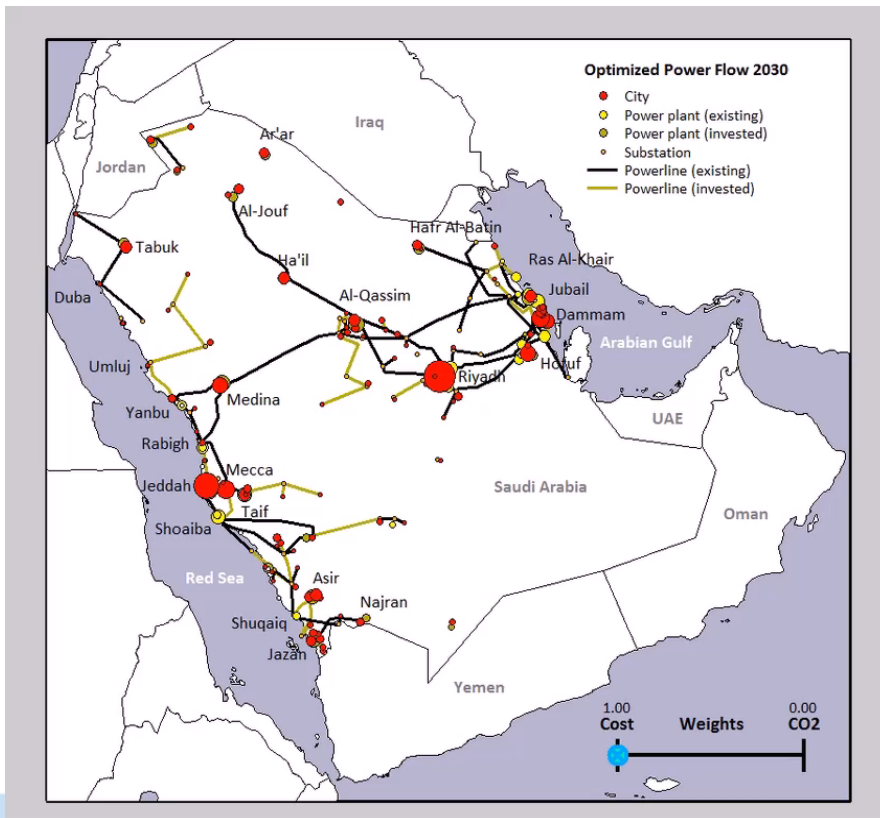 Optimized Power Flow 2030
City
Power plant (existing)
Power plant (invested)
Substation
Powerline (existing)
Powerline (invested)
Iraq
Jordan
Ar'ar
Al-Jouf
Tabuk
Hafr Al-Batin
Ha'il
Ras Al-Khair
Duba
Al-Qassim
Jubail
Dammam
Arabian Gulf
Umluj
Hofuf
Riyadh
Medina
Yanbu
UAE
Rabigh
Mecca
Jeddah
Saudi Arabia
Taif
Oman
Shoaiba
Red Sea
Asir
Najran
Shuqaiq
Jazan
Yemen
1.00 0.00
Cost Weights CO2